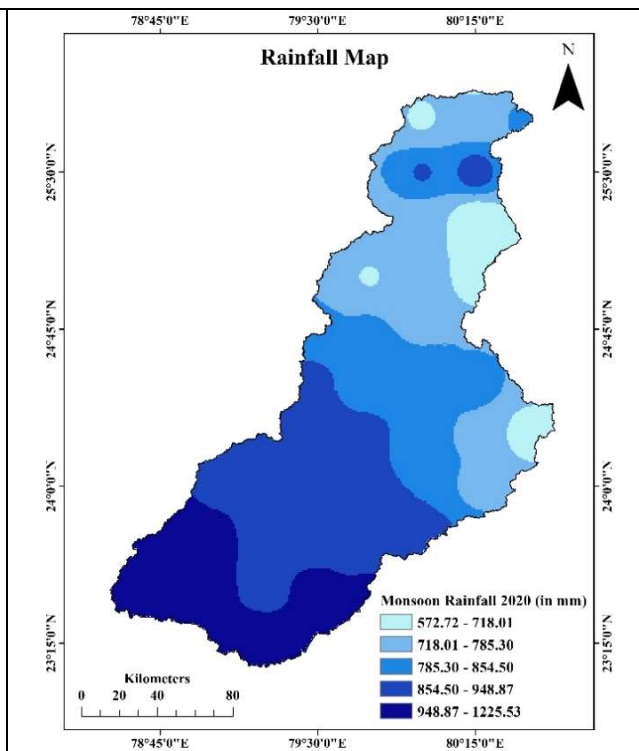 78°45'0"E 79°30'0"E 80°15'0"E
Rainfall Map
N
25°30'0"N 25°30'0"N
24°45'0"N 24°45'0"N
24°0'0"N 24°0'0"N
23°15'0"N 23°15'0"N
Monsoon Rainfall 2020 (in mm)
572.72 - 718.01
718.01 - 785.30
785.30 - 854.50
854.50 - 948.87
948.87 - 1225.53
Kilometers
0 20 40 60 80
78°45'0"E 79°30'0"E 80°15'0"E